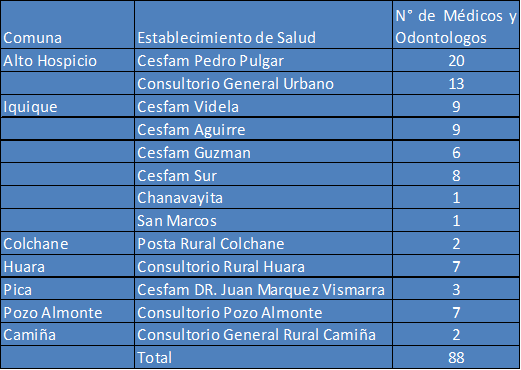 Comuna Establecimiento de Salud N° de Médicos y
Odontologos
Alto Hospicio Cesfam Pedro Pulgar 20
Consultorio General Urbano 13
Iquique Cesfam Videla 9
Cesfam Aguirre 9
Cesfam Guzman 6
Cesfam Sur 8
Chanavayita 1
San Marcos 1
Colchane Posta Rural Colchane 2
Huara Consultorio Rural Huara 7
Pica Cesfam DR. Juan Marquez Vismarra 3
Pozo Almonte Consultorio Pozo Almonte 7
Camiña Consultorio General Rural Camiña 2
Total 88